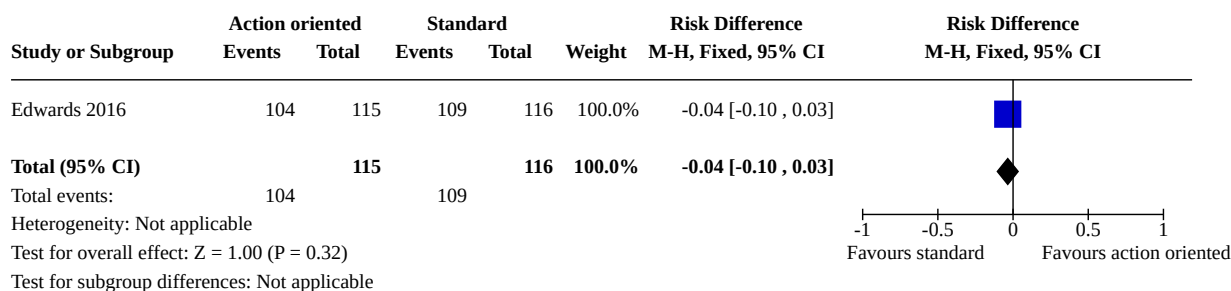 Action oriented Standard Risk Difference Risk Difference
Study or Subgroup Events Total Events Total Weight M-H, Fixed, 95% CI M-H, Fixed, 95% CI
Edwards 2016 104 115 109 116 100.0% -0.04 [-0.10 , 0.03]
Total (95% CI) 115 116 100.0% -0.04 [-0.10 , 0.03]
Total events: 104 109
Heterogeneity: Not applicable
-1 -0.5 0 0.5 1
Test for overall effect: Z = 1.00 (P = 0.32) Favours standard Favours action oriented
Test for subgroup differences: Not applicable